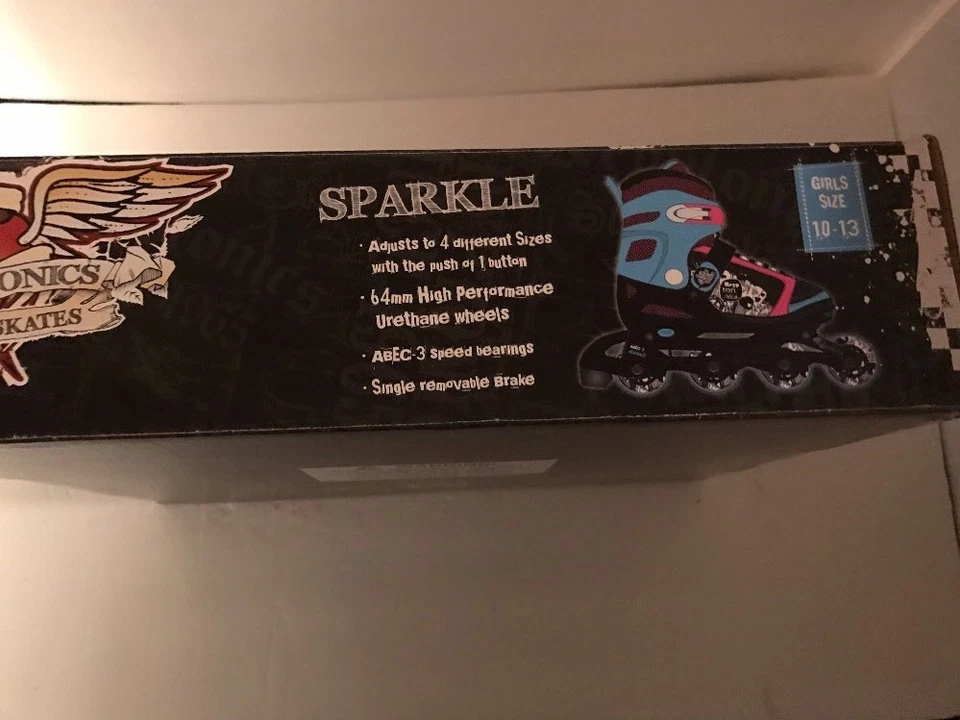 ONICS
SKATES
SPARKLE
· Adjusts to 4 different Sizes
with the push of 1 button
· 64mm High Performance
Urethane wheels
· ABEC-3 speed bearings
· Single removable Brake
GIRLS
SIZE
10-13